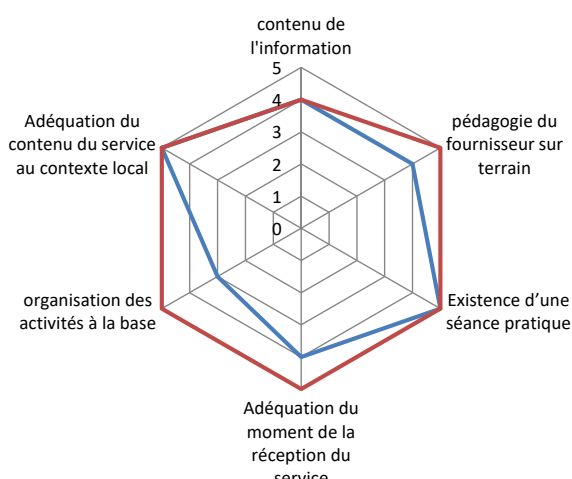 contenu de
l'information
5
4
3
2
1
0
pédagogie du
fournisseur sur
terrain
Existence d’une
séance pratique
Adéquation du
moment de la
réception du
service
organisation des
activités à la base
Adéquation du
contenu du service
au contexte local